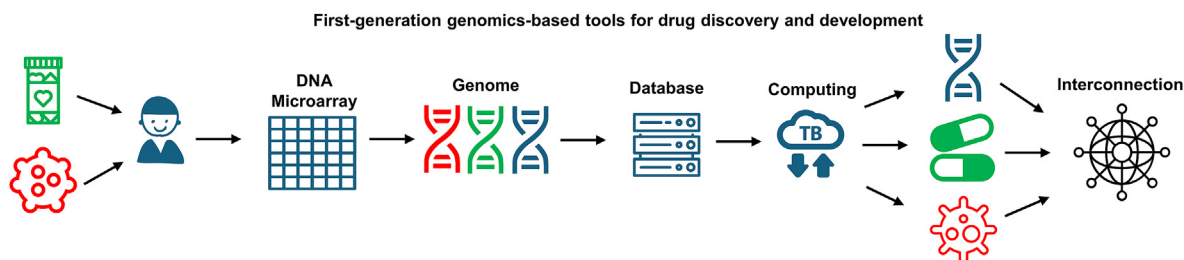 First-generation genomics-based tools for drug discovery and development
DNA
Microarray
Genome
Database
Computing
Interconnection
TB